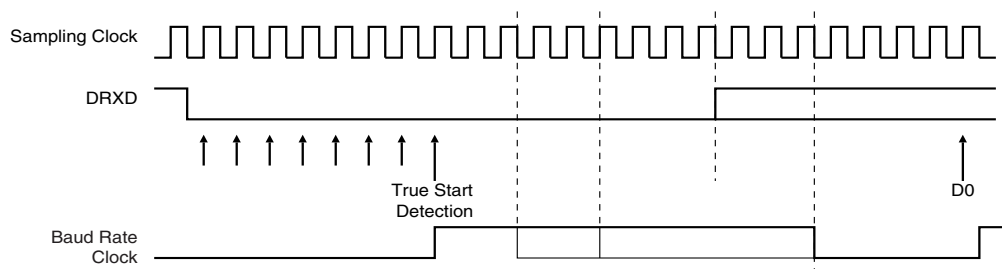 Sampling Clock
DRXD
True Start
Detection
D0
Baud Rate
Clock